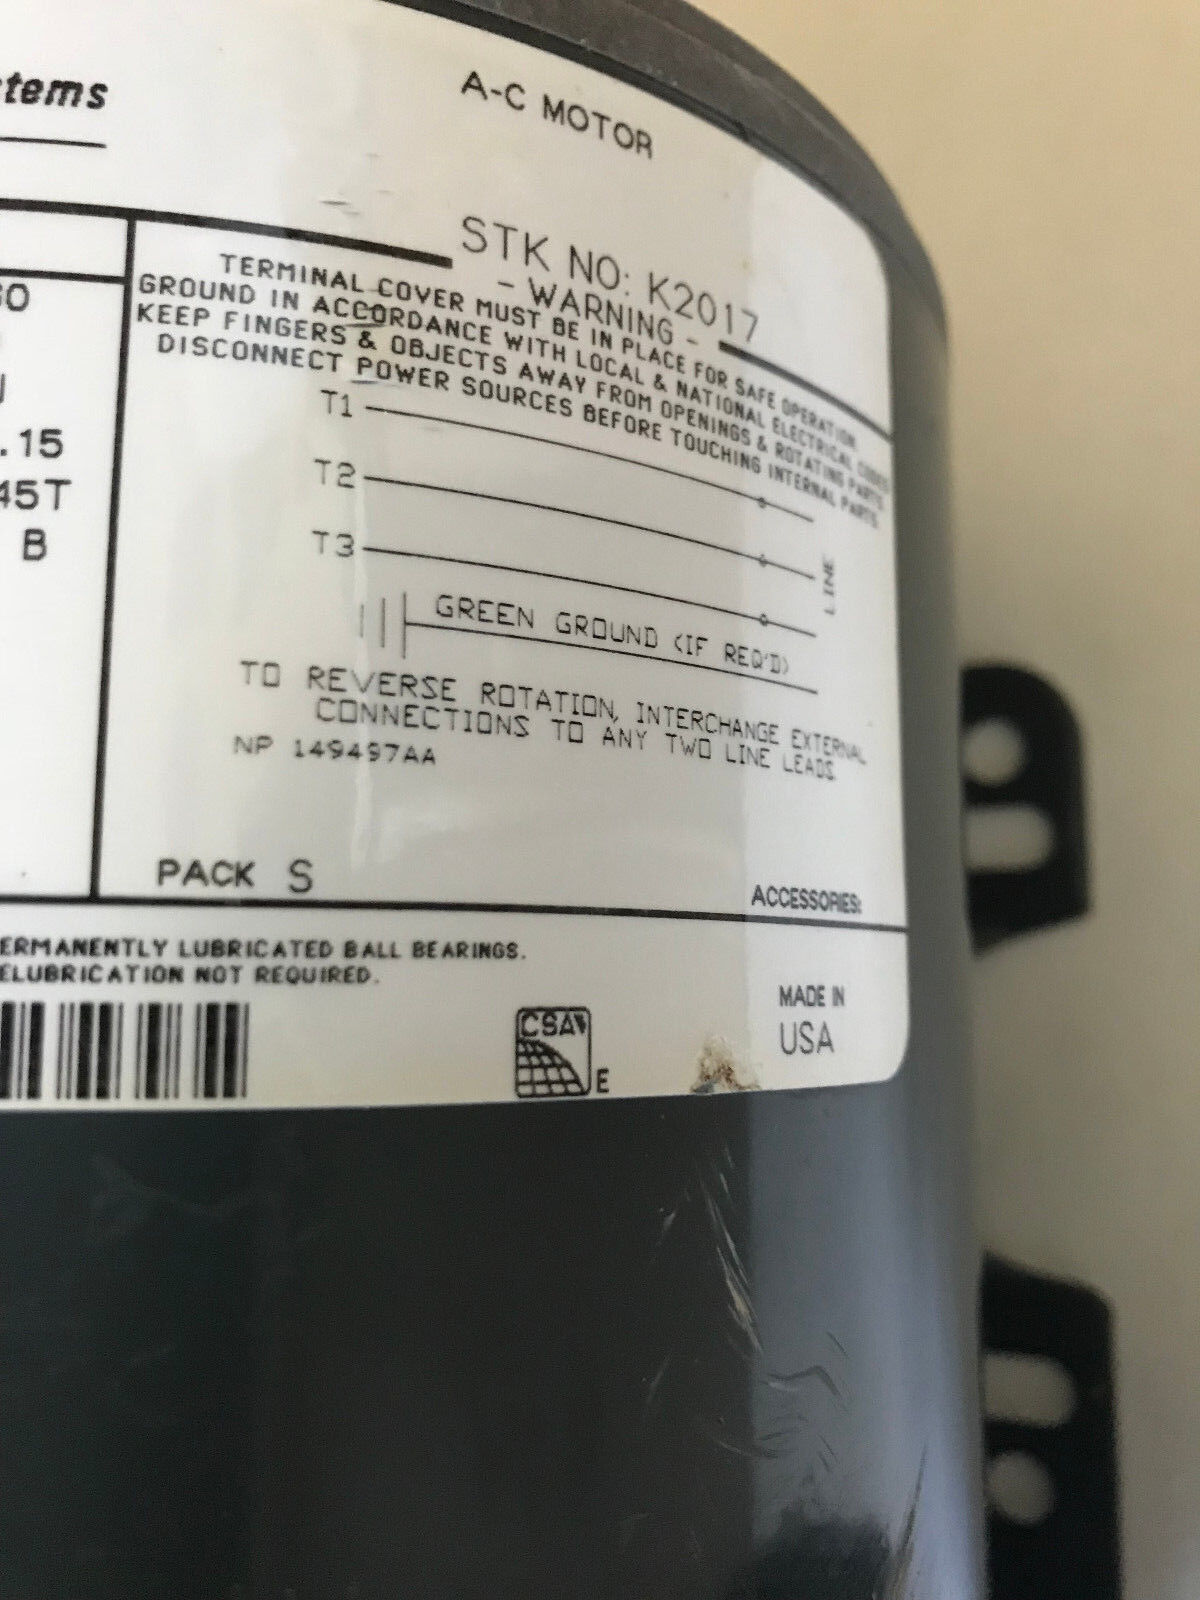 A-C MOTOR
STK NO: K2017
- WARNING -
TERMINAL COVER MUST BE IN PLACE FOR SAFE OPERATION
GROUND IN ACCORDANCE WITH LOCAL & NATIONAL ELECTRICAL CODES
KEEP FINGERS & OBJECTS AWAY FROM OPENINGS & ROTATING PARTS
DISCONNECT POWER SOURCES BEFORE TOUCHING INTERNAL PARTS
.15
45T
B
T1
T2
T3
LINE
GREEN GROUND (IF REQ'D)
TO REVERSE ROTATION, INTERCHANGE EXTERNAL
CONNECTIONS TO ANY TWO LINE LEADS.
NP 149497AA
PACK S
ACCESSORIES:
ERMANENTLY LUBRICATED BALL BEARINGS.
ELUBRICATION NOT REQUIRED.
MADE IN
USA
CSA
E